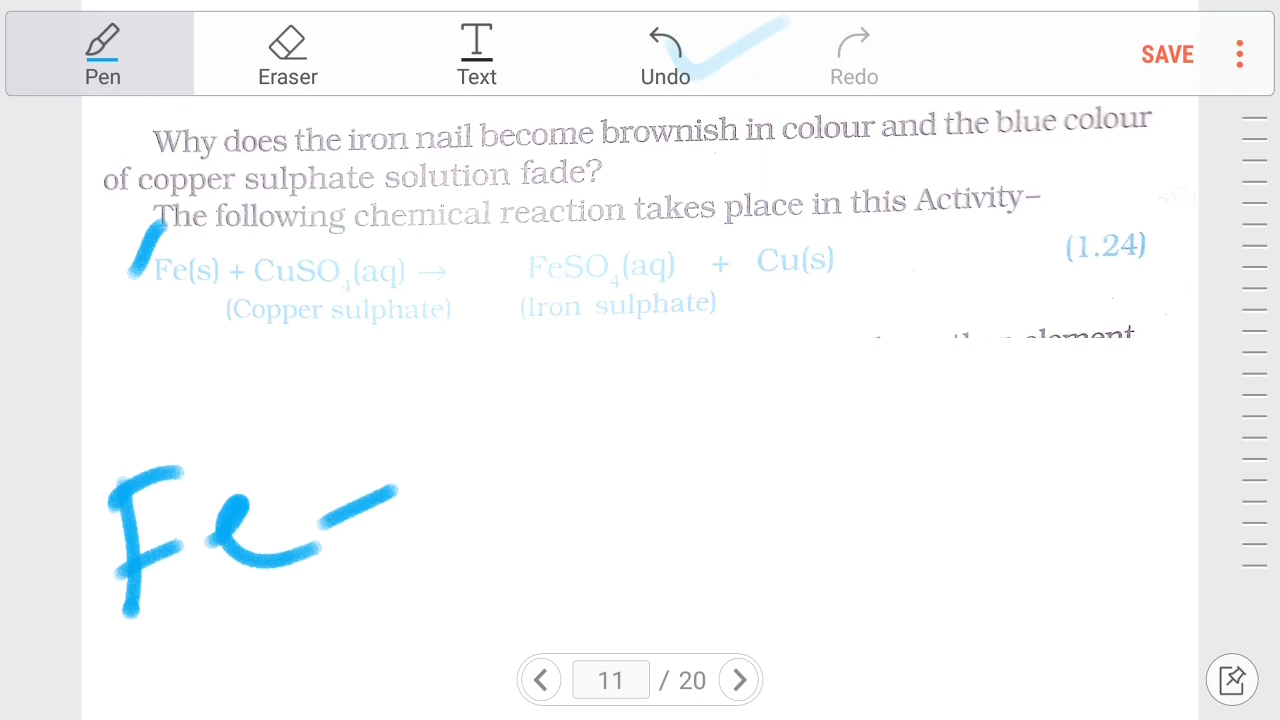 Pen Eraser Text Undo Redo SAVE
Why does the iron nail become brownish in colour and the blue colour
of copper sulphate solution fade?
The following chemical reaction takes place in this Activity–
Fe(s) + CuSO₄(aq) → FeSO₄(aq) + Cu(s) (1.24)
(Copper sulphate) (Iron sulphate)
element
Fe –
11 / 20